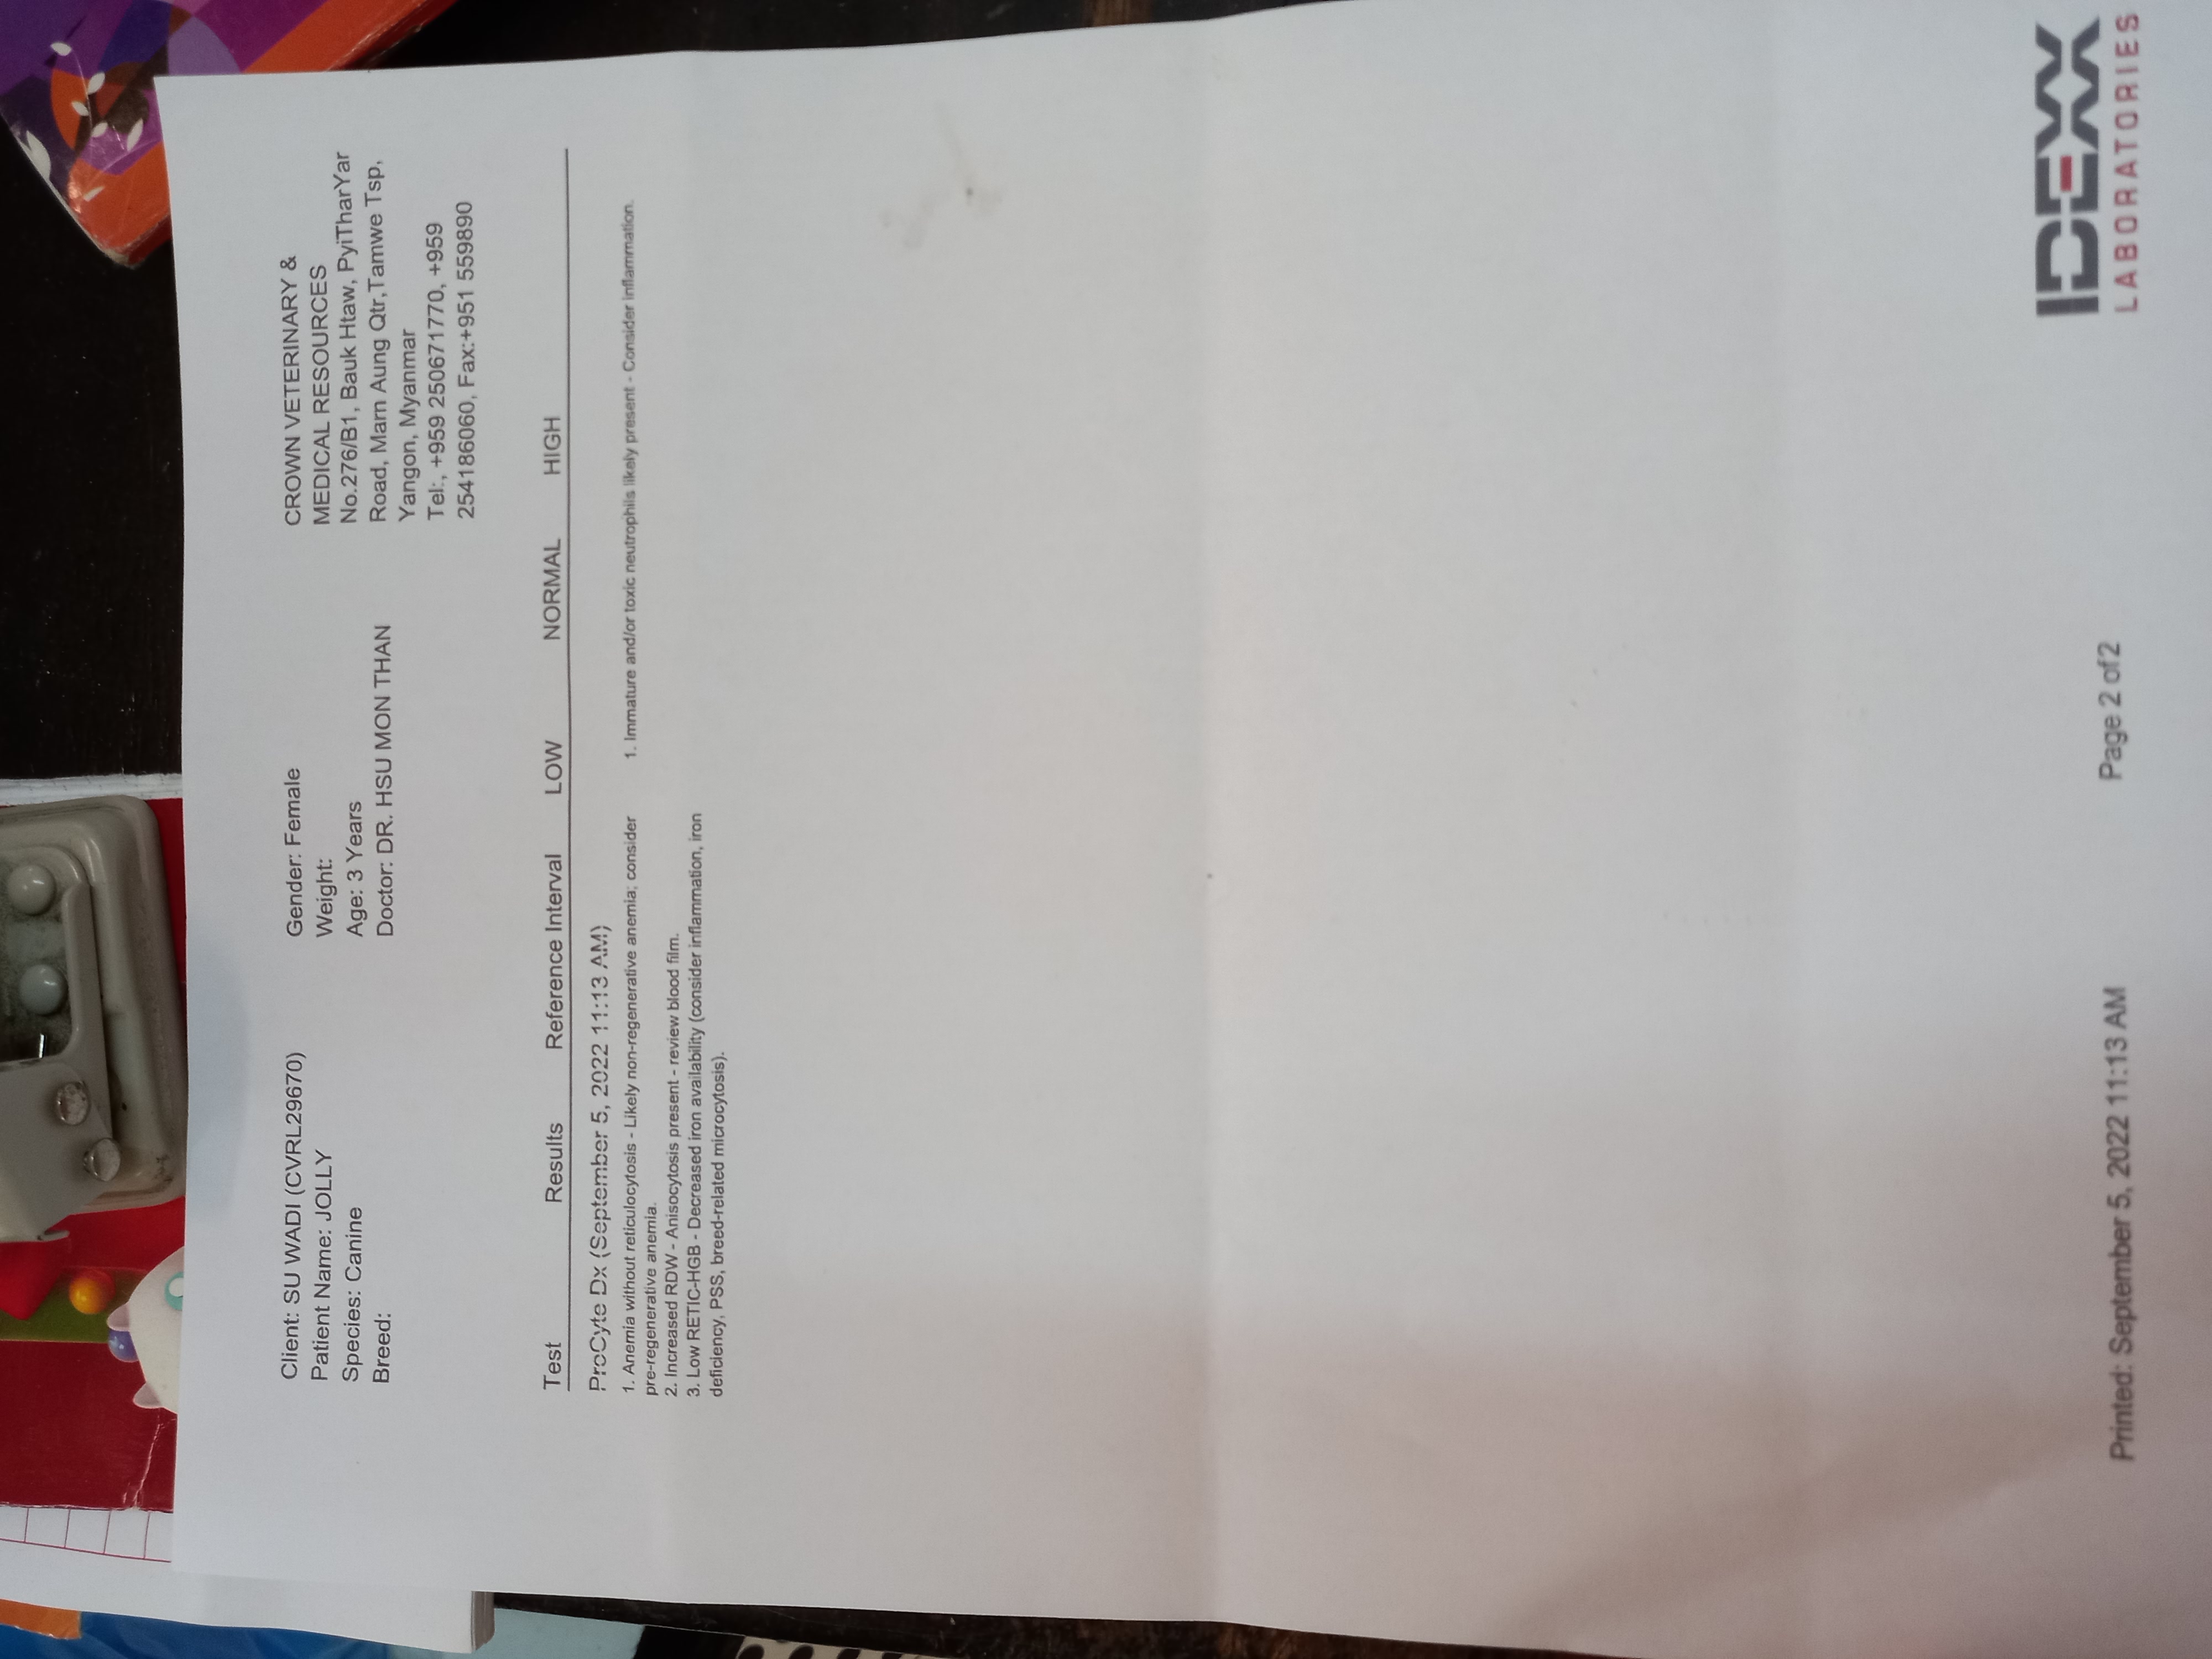 Client: SU WADI (CVRL29670)
Patient Name: JOLLY
Species: Canine
Breed:
Gender: Female
Weight:
Age: 3 Years
Doctor: DR. HSU MON THAN
CROWN VETERINARY &
MEDICAL RESOURCES
No.276/B1, Bauk Htaw, PyiTharYar
Road, Marn Aung Qtr,Tamwe Tsp,
Yangon, Myanmar
Tel:, +959 250671770, +959
254186060, Fax:+951 559890
Test Results Reference Interval LOW NORMAL HIGH
ProCyte Dx (September 5, 2022 11:13 AM)
1. Anemia without reticulocytosis - Likely non-regenerative anemia; consider
pre-regenerative anemia.
2. Increased RDW - Anisocytosis present - review blood film.
3. Low RETIC-HGB - Decreased iron availability (consider inflammation, iron
deficiency, PSS, breed-related microcytosis).
1. Immature and/or toxic neutrophils likely present - Consider inflammation.
Printed: September 5, 2022 11:13 AM
Page 2 of 2
IDEXX
LABORATORIES